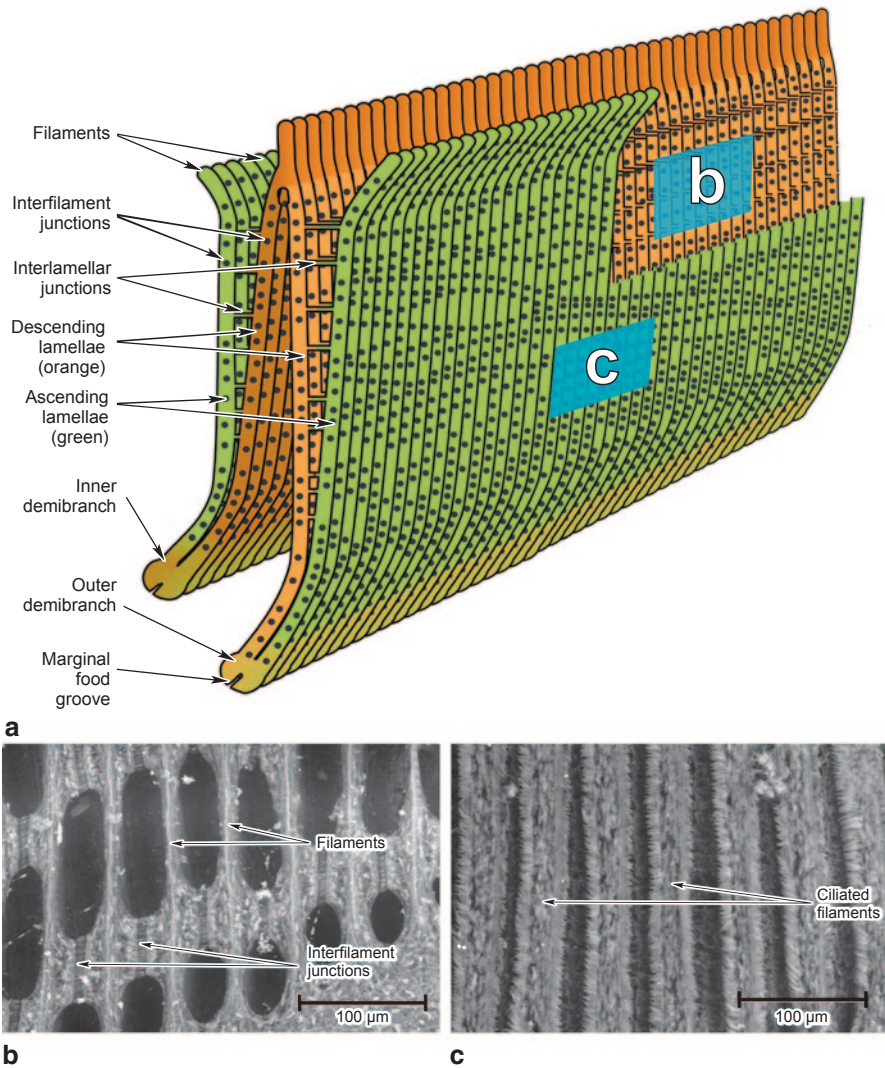 Filaments
Interfilament
junctions
Interlamellar
junctions
Descending
lamellae
(orange)
Ascending
lamellae
(green)
Inner
demibranch
Outer
demibranch
Marginal
food
groove
b
c
a
Filaments
Interfilament
junctions
100 µm
Ciliated
filaments
100 µm
b
c